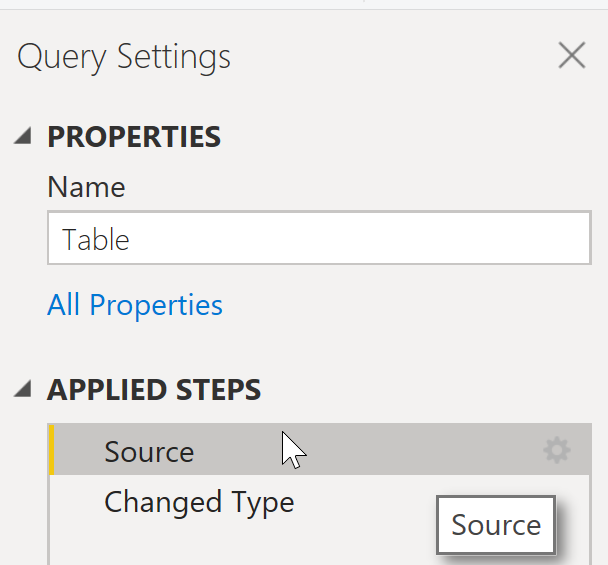 Query Settings
PROPERTIES
Name
Table
All Properties
APPLIED STEPS
Source
Changed Type
Source